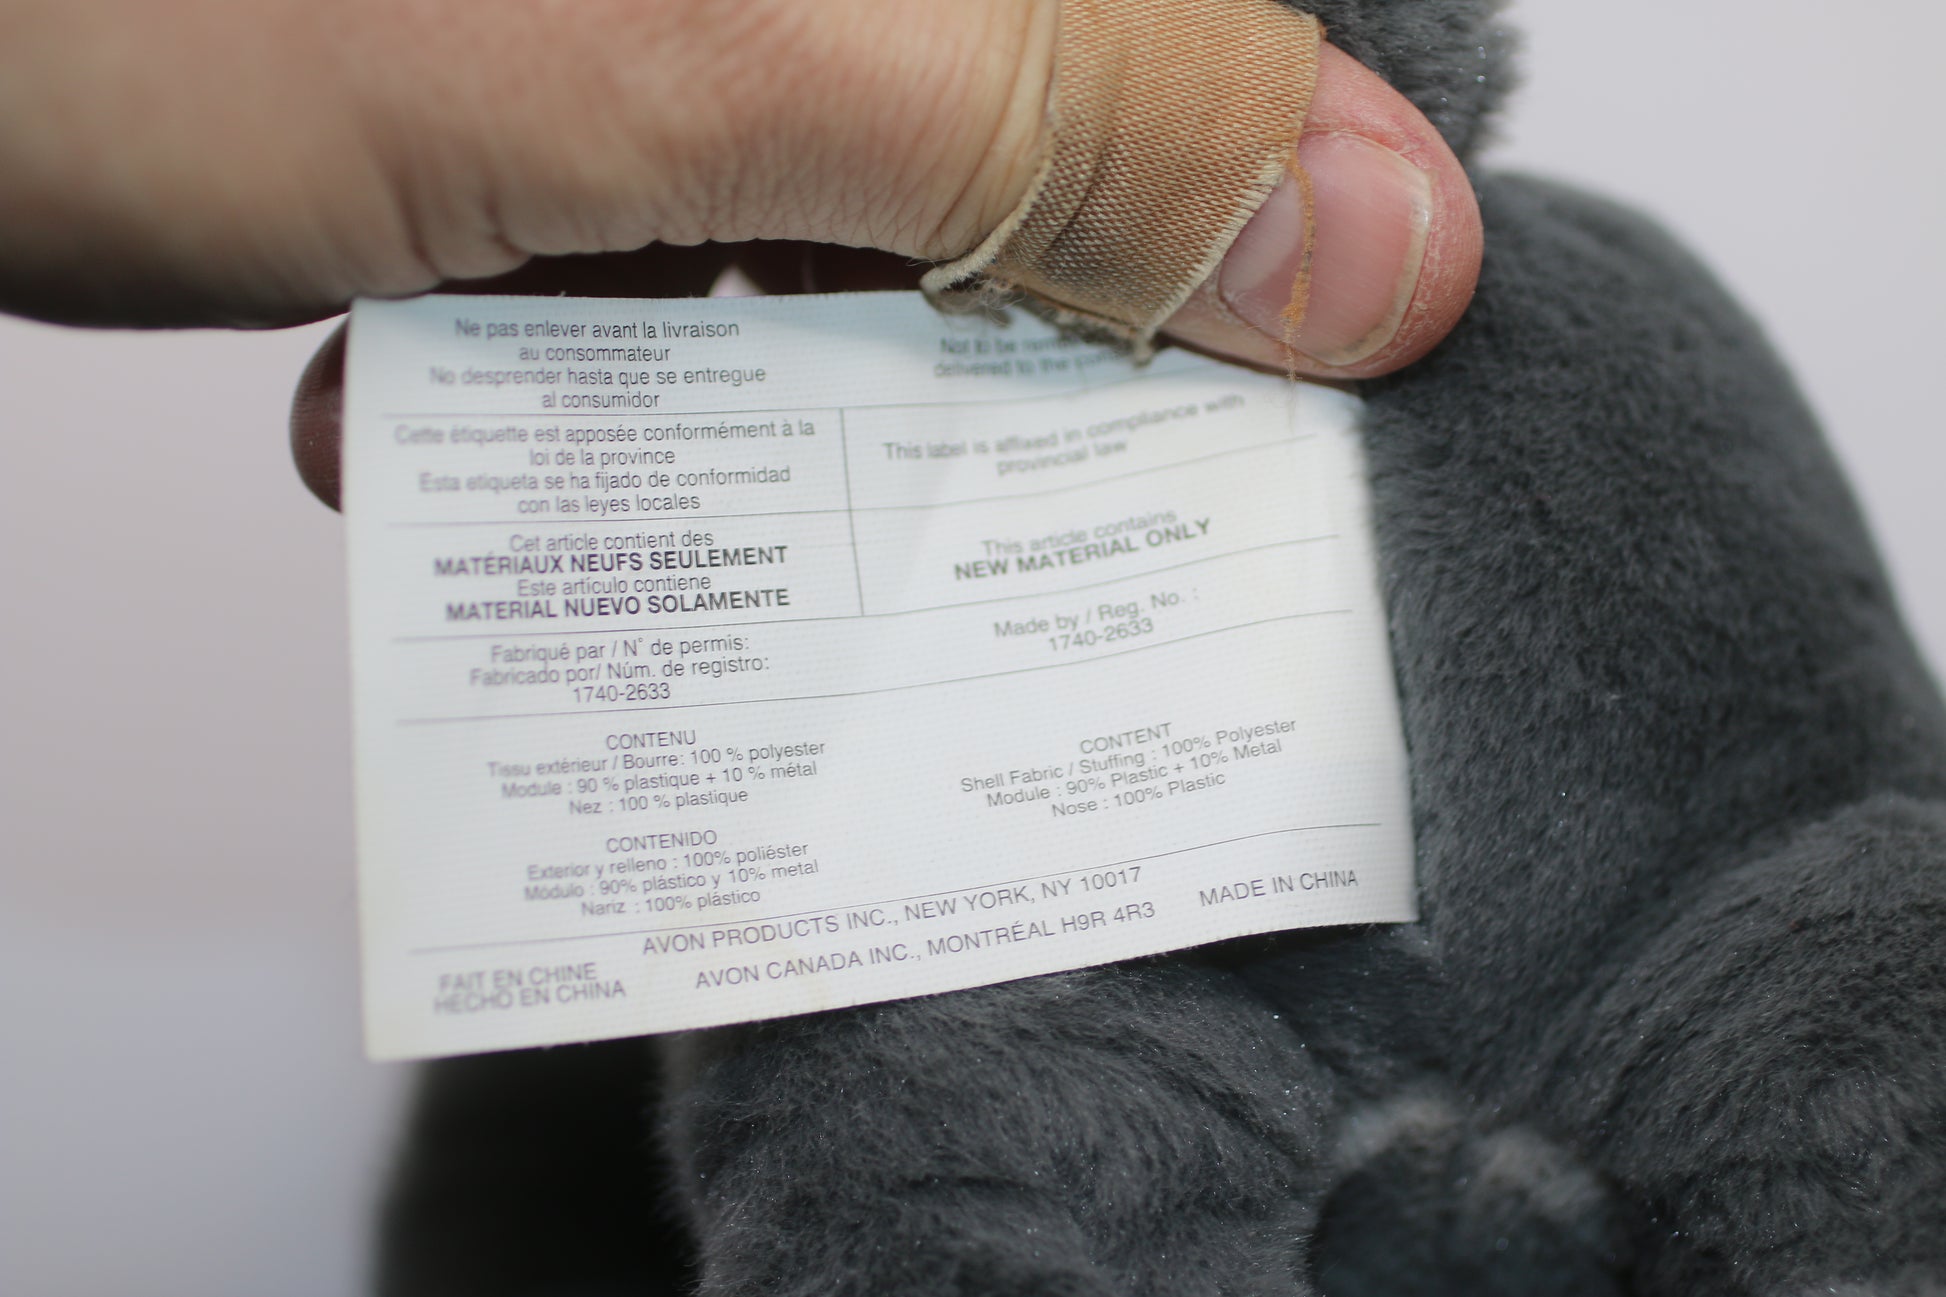 Ne pas enlever avant la livraison
au consommateur
No desprender hasta que se entregue
al consumidor
Not to be
delivered to the
Cette étiquette est apposée conformément à la
loi de la province
Esta etiqueta se ha fijado de conformidad
con las leyes locales
This label is affixed in compliance with
provincial law
Cet article contient des
MATÉRIAUX NEUFS SEULEMENT
Este artículo contiene
MATERIAL NUEVO SOLAMENTE
This article contains
NEW MATERIAL ONLY
Fabriqué par / N° de permis:
Fabricado por/ Núm. de registro:
1740-2633
Made by / Reg. No. :
1740-2633
CONTENU
Tissu extérieur / Bourre: 100 % polyester
Module : 90 % plastique + 10 % métal
Nez : 100 % plastique
CONTENIDO
Exterior y relleno : 100% poliéster
Módulo : 90% plástico y 10% metal
Nariz : 100% plástico
CONTENT
Shell Fabric / Stuffing : 100% Polyester
Module : 90% Plastic + 10% Metal
Nose : 100% Plastic
AVON PRODUCTS INC., NEW YORK, NY 10017
AVON CANADA INC., MONTRÉAL H9R 4R3
MADE IN CHINA
FAIT EN CHINE
HECHO EN CHINA